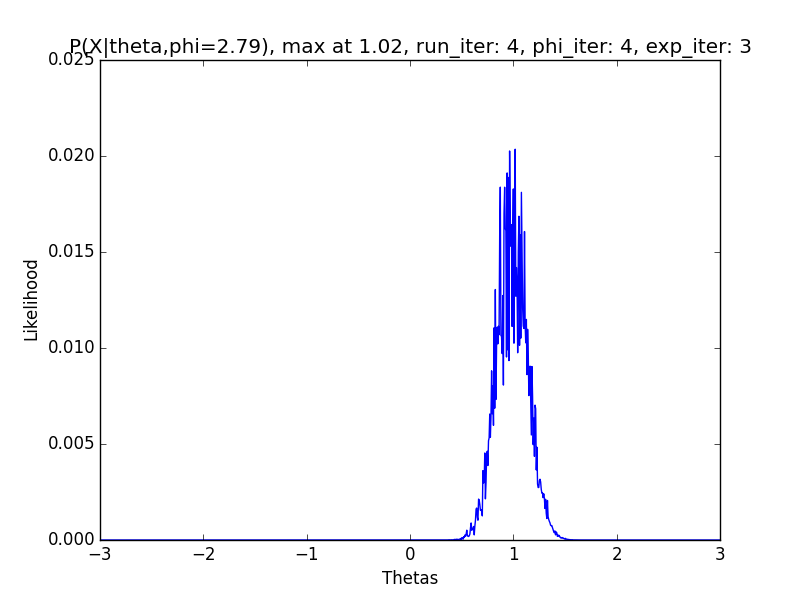 P(X|theta,phi=2.79), max at 1.02, run_iter: 4, phi_iter: 4, exp_iter: 3
0.025
0.020
0.015
0.010
0.005
0.000
Likelihood
−3 −2 −1 0 1 2 3
Thetas